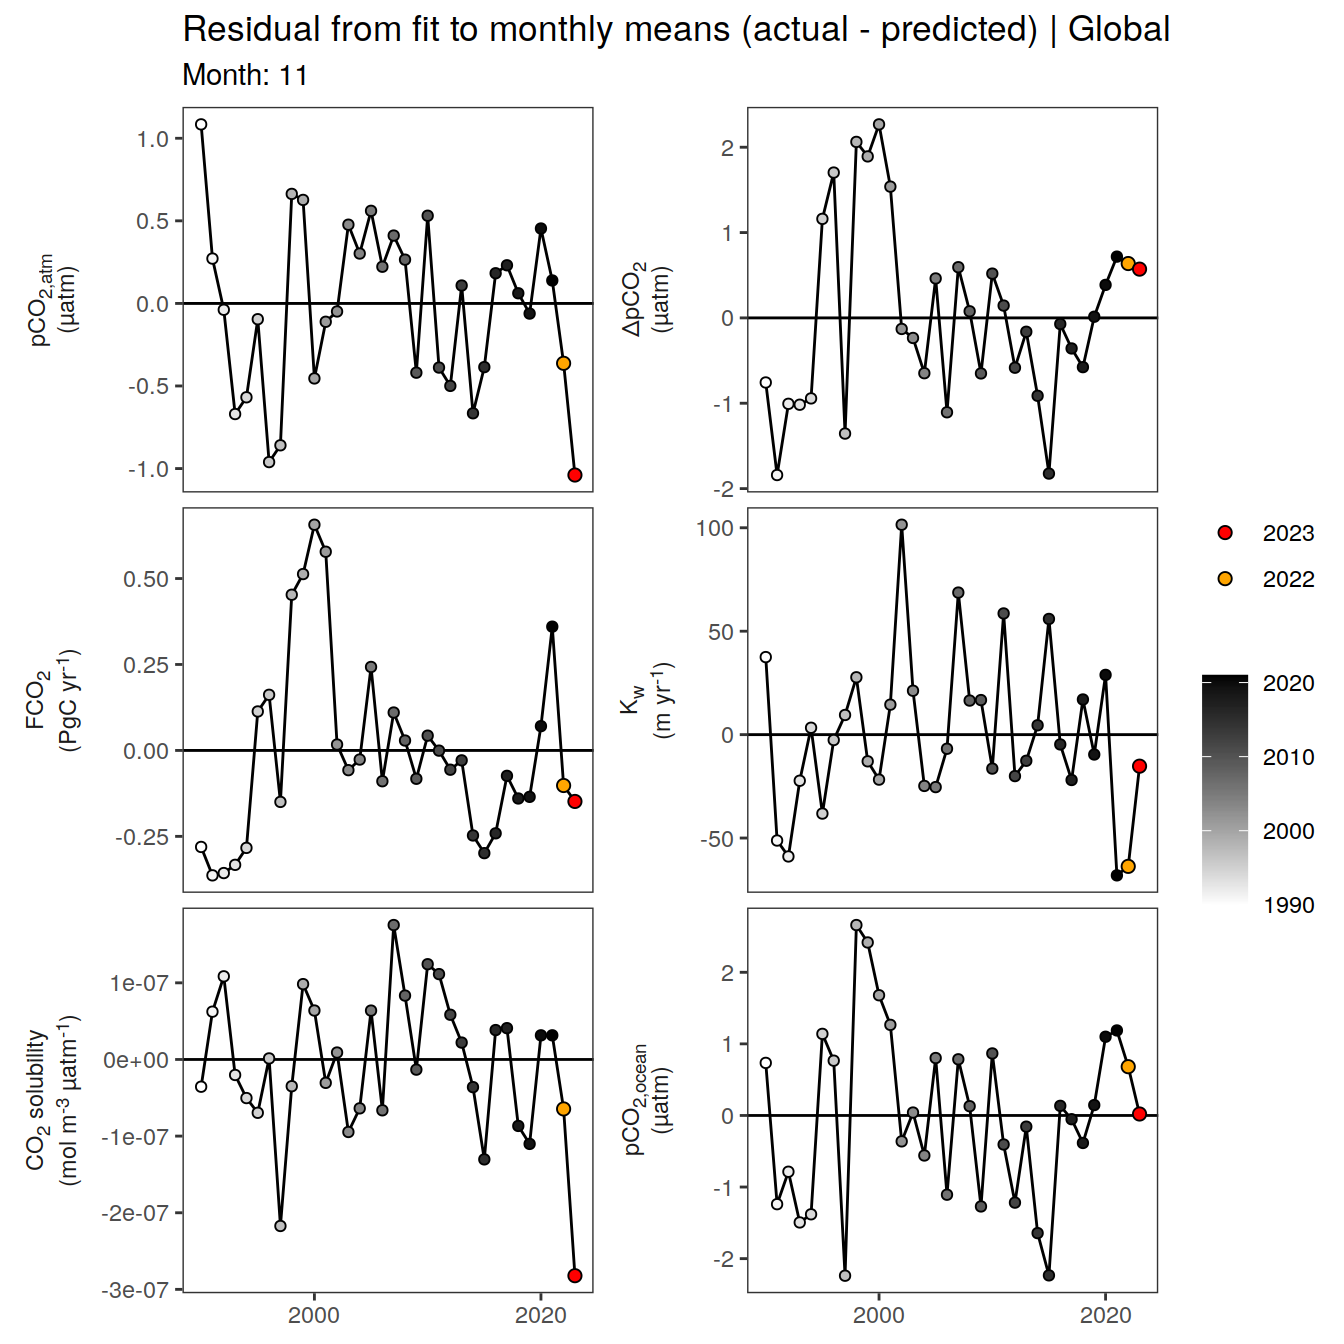 Residual from fit to monthly means (actual - predicted) | Global
Month: 11
pCO2,atm
(µatm)
1.0
0.5
0.0
-0.5
-1.0
ΔpCO2
(µatm)
2
1
0
-1
-2
FCO2
(PgC yr-1)
0.50
0.25
0.00
-0.25
Kw
(m yr-1)
100
50
0
-50
CO2 solubility
(mol m-3 µatm-1)
1e-07
0e+00
-1e-07
-2e-07
-3e-07
2000
2020
pCO2,ocean
(µatm)
2
1
0
-1
-2
2000
2020
2023
2022
2020
2010
2000
1990